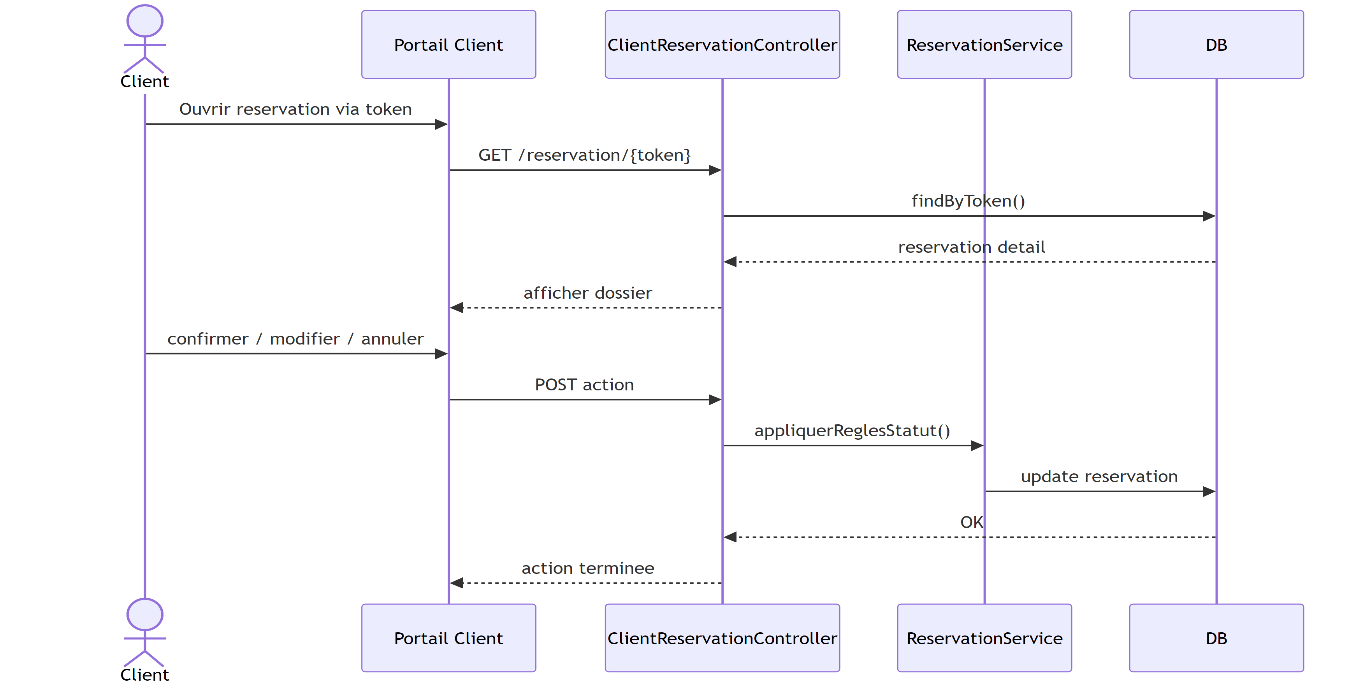 Client
Portail Client
ClientReservationController
ReservationService
DB
Ouvrir reservation via token
GET /reservation/{token}
findByToken()
reservation detail
afficher dossier
confirmer / modifier / annuler
POST action
appliquerReglesStatut()
update reservation
OK
action terminee
Client
Portail Client
ClientReservationController
ReservationService
DB